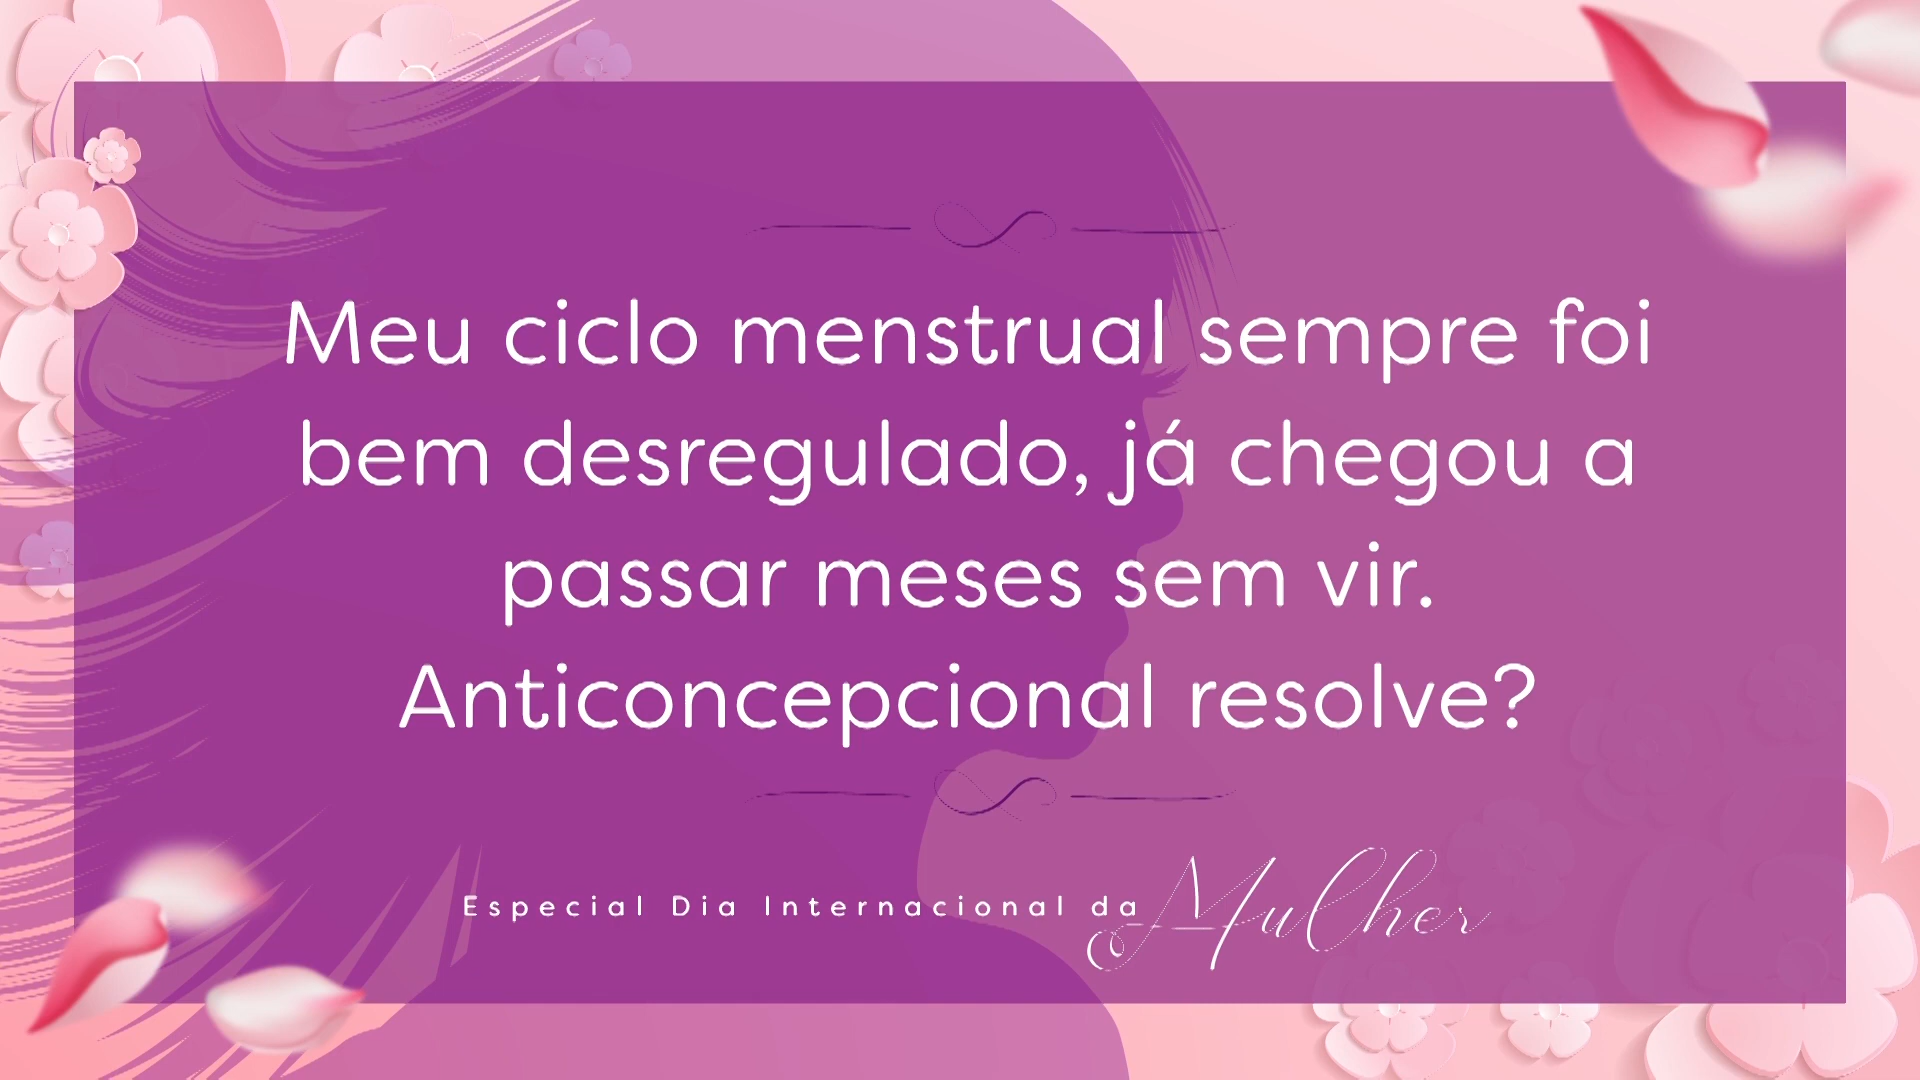 Meu ciclo menstrual sempre foi
bem desregulado, já chegou a
passar meses sem vir.
Anticoncepcional resolve?
Especial Dia Internacional da Mulher